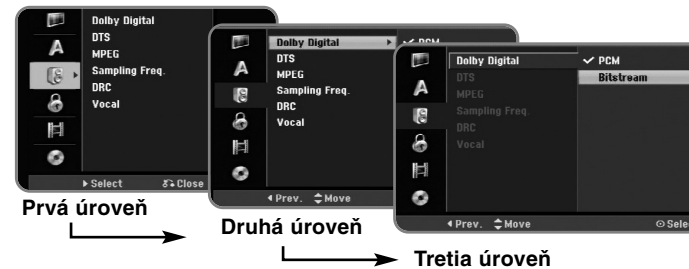 Dolby Digital
DTS
MPEG
Sampling Freq.
DRC
Vocal
Select Close
Prvá úroveň
Dolby Digital
DTS
MPEG
Sampling Freq.
DRC
Vocal
PCM
Prev. Move
Druhá úroveň
Dolby Digital
DTS
MPEG
Sampling Freq.
DRC
Vocal
PCM
Bitstream
Prev. Move
Tretia úroveň